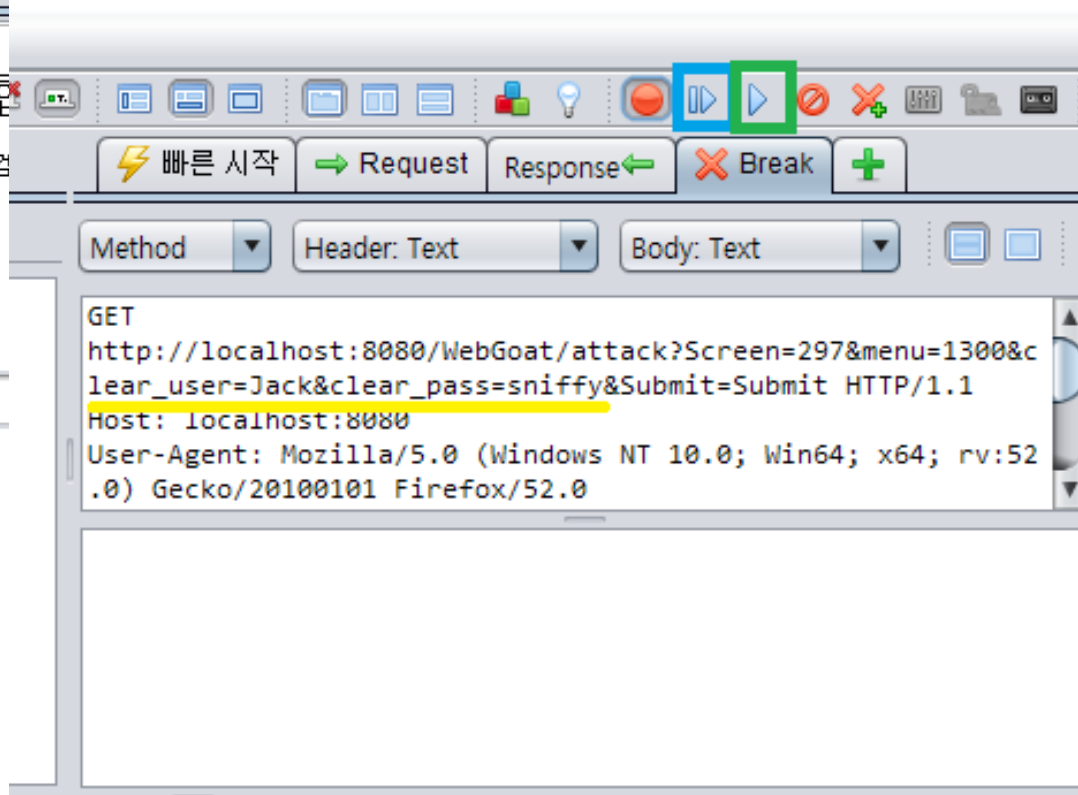 빠른 시작
Request
Response
Break
Method
Header: Text
Body: Text
GET
http://localhost:8080/WebGoat/attack?Screen=297&menu=1300&c
lear_user=Jack&clear_pass=sniffy&Submit=Submit HTTP/1.1
Host: localhost:8080
User-Agent: Mozilla/5.0 (Windows NT 10.0; Win64; x64; rv:52
.0) Gecko/20100101 Firefox/52.0